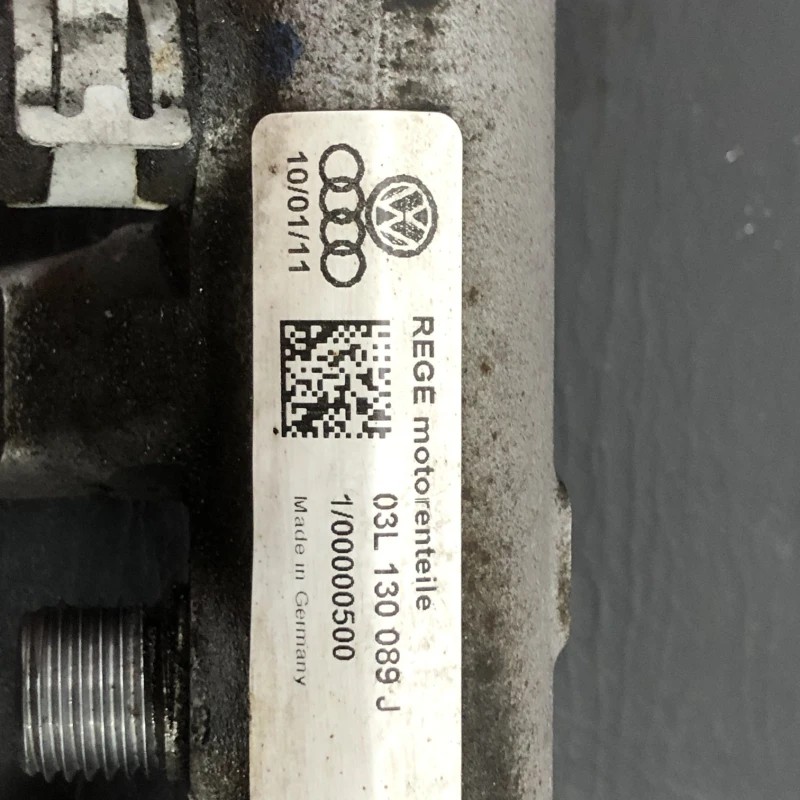 REGE motorenteile
03L 130 089 J
1/00000500
Made in Germany
10/01/11